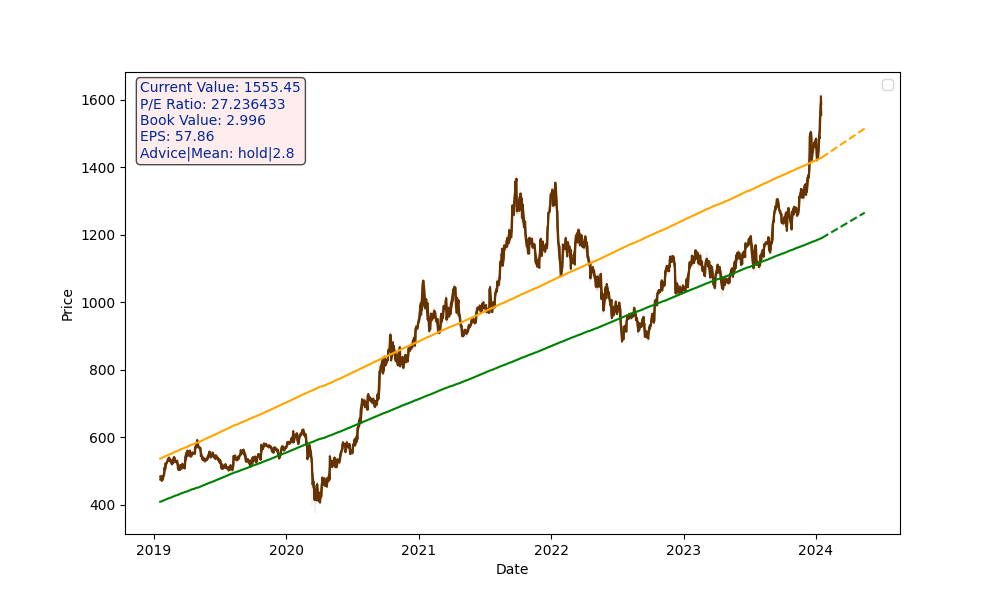 Current Value: 1555.45
P/E Ratio: 27.236433
Book Value: 2.996
EPS: 57.86
Advice|Mean: hold|2.8
1600
1400
1200
1000
800
600
400
Price
2019 2020 2021 2022 2023 2024
Date